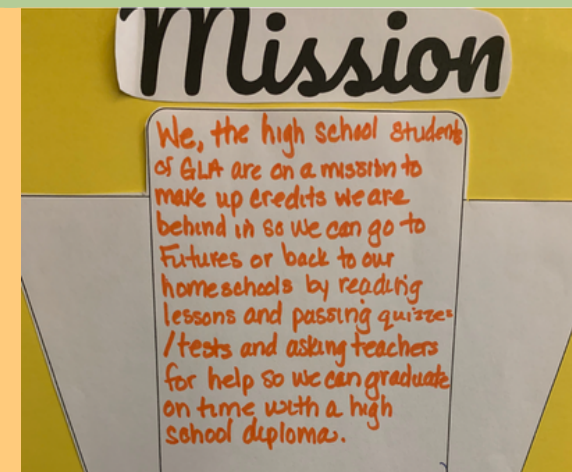 Mission
We, the high school students
of GLA are on a mission to
make up credits we are
behind in so we can go to
Futures or back to our
homeschools by reading
lessons and passing quizzes
/tests and asking teachers
for help so we can graduate
on time with a high
school diploma.